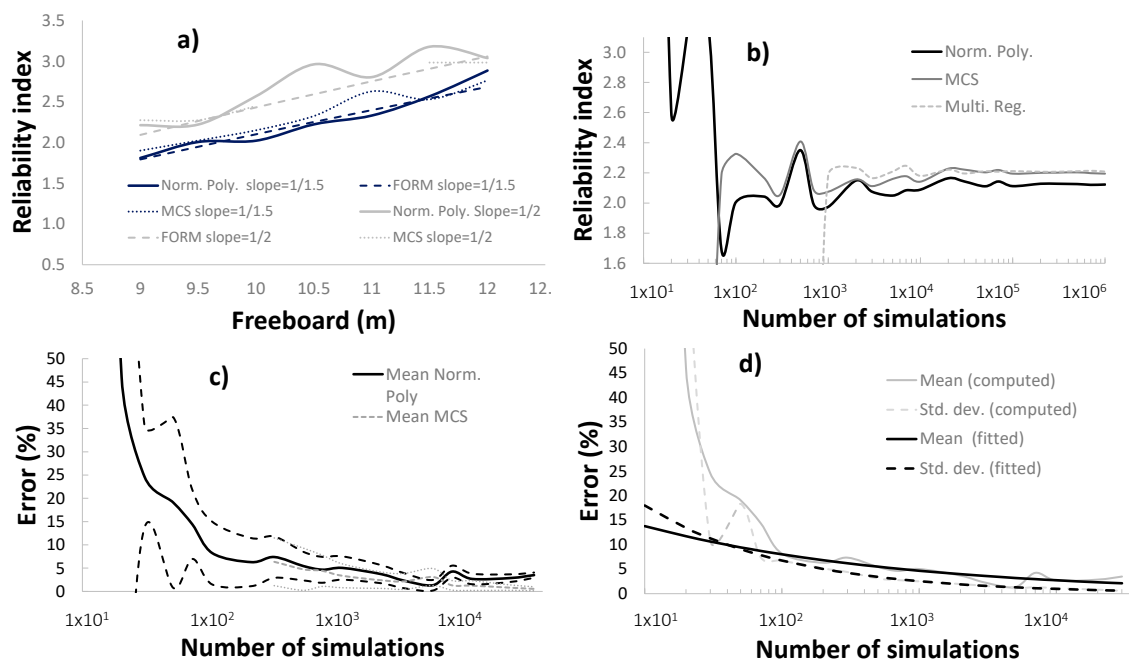 a)
Reliability index
3.5
3.0
2.5
2.0
1.5
1.0
0.5
Norm. Poly. slope=1/1.5
FORM slope=1/1.5
MCS slope=1/1.5
Norm. Poly. Slope=1/2
FORM slope=1/2
MCS slope=1/2
8.5 9 9.5 10 10.5 11 11.5 12 12.
Freeboard (m)
b)
Reliability index
3.0
2.8
2.6
2.4
2.2
2.0
1.8
1.6
Norm. Poly.
MCS
Multi. Reg.
1x10¹ 1x10² 1x10³ 1x10⁴ 1x10⁵ 1x10⁶
Number of simulations
c)
Error (%)
50
45
40
35
30
25
20
15
10
5
0
Mean Norm.
Poly
Mean MCS
1x10¹ 1x10² 1x10³ 1x10⁴
Number of simulations
d)
Error (%)
50
45
40
35
30
25
20
15
10
5
0
Mean (computed)
Std. dev. (computed)
Mean (fitted)
Std. dev. (fitted)
1x10¹ 1x10² 1x10³ 1x10⁴
Number of simulations